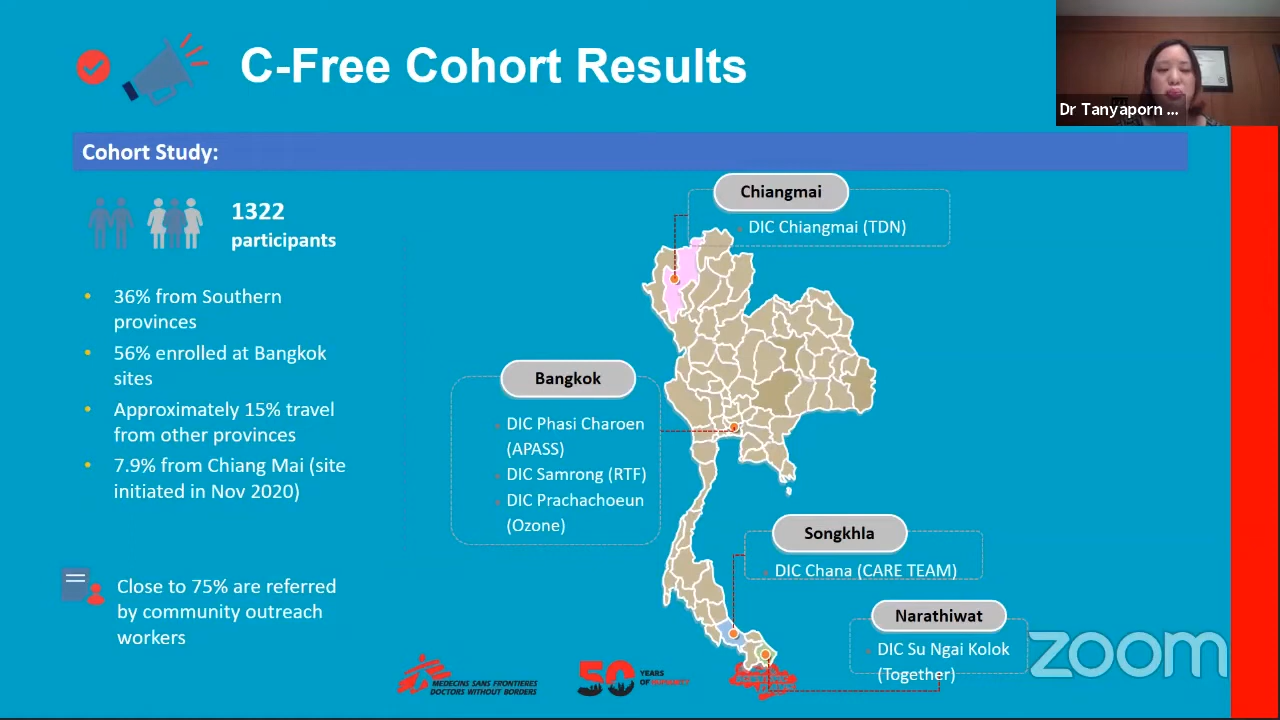 C-Free Cohort Results
Dr Tanyaporn ...
Cohort Study:
1322
participants
• 36% from Southern
provinces
• 56% enrolled at Bangkok
sites
• Approximately 15% travel
from other provinces
• 7.9% from Chiang Mai (site
initiated in Nov 2020)
Close to 75% are referred
by community outreach
workers
Chiangmai
DIC Chiangmai (TDN)
Bangkok
DIC Phasi Charoen
(APASS)
DIC Samrong (RTF)
DIC Prachachoeun
(Ozone)
Songkhla
DIC Chana (CARE TEAM)
Narathiwat
DIC Su Ngai Kolok
(Together)
MEDECINS SANS FRONTIERES
DOCTORS WITHOUT BORDERS
50 YEARS
OF HUMANITY
zoom